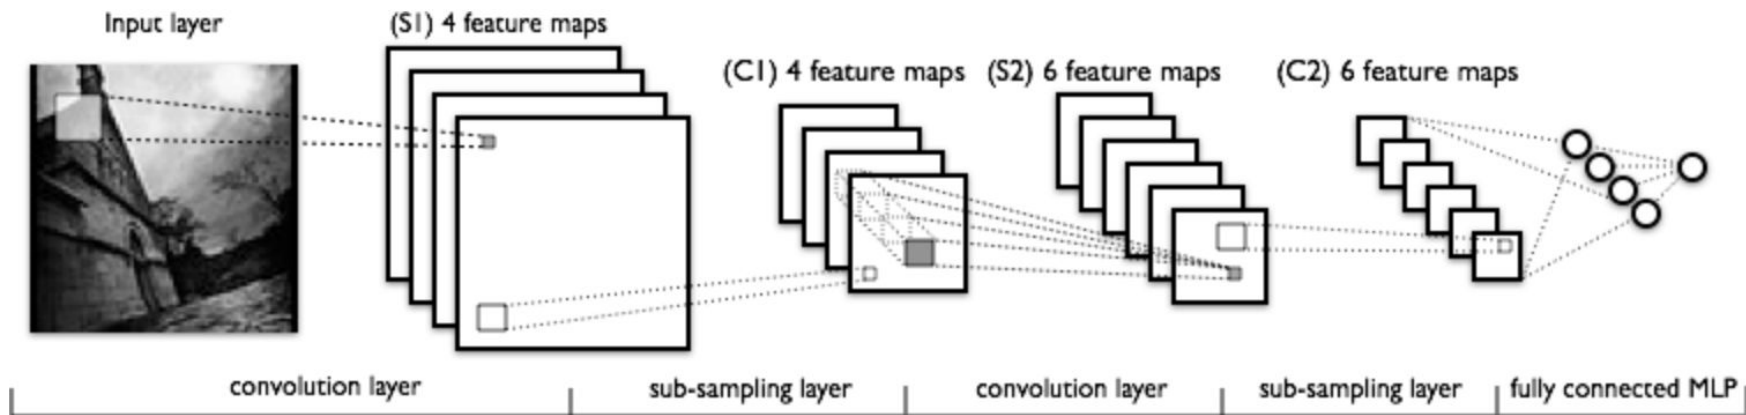 Input layer
(S1) 4 feature maps
(C1) 4 feature maps
(S2) 6 feature maps
(C2) 6 feature maps
convolution layer
sub-sampling layer
convolution layer
sub-sampling layer
fully connected MLP